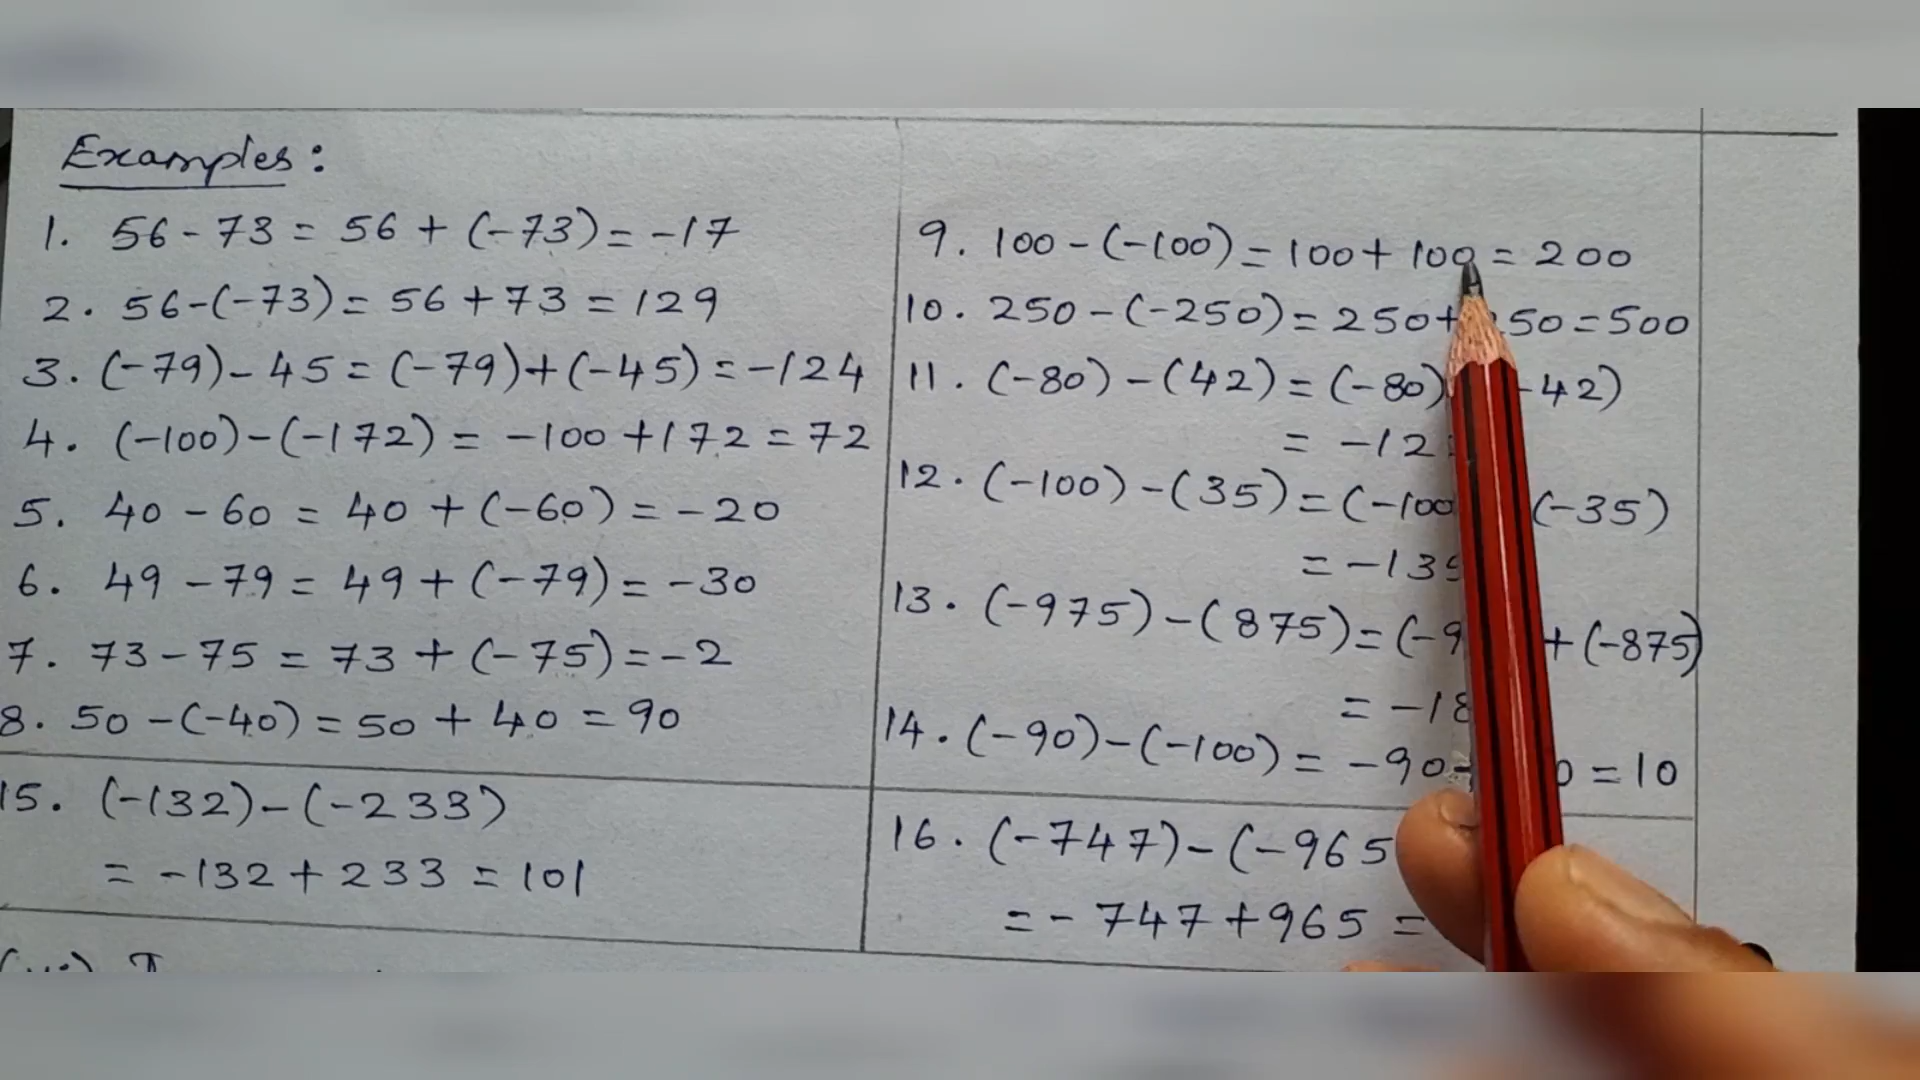 Examples:
1. 56 - 73 = 56 + (-73) = -17
2. 56-(-73) = 56 + 73 = 129
3. (-79) - 45 = (-79)+(-45) = -124
4. (-100)-(-172) = -100 +172 = 72
5. 40 - 60 = 40 + (-60) = -20
6. 49 - 79 = 49 + (-79) = -30
7. 73 - 75 = 73 + (-75) = -2
8. 50 - (-40) = 50 + 40 = 90
9. 100 - (-100) = 100 + 100 = 200
10. 250 - (-250) = 250+ 50 = 500
11. (-80) - (42) = (-80) -42)
= -12
12. (-100) - (35) = (-100 (-35)
= -13
13. (-975) - (875) = (-9 + (-875)
= -18
14. (-90) - (-100) = -90 0 = 10
15. (-132) - (-233)
= -132 + 233 = 101
16. (-747) - (-965
= - 747 + 965 =